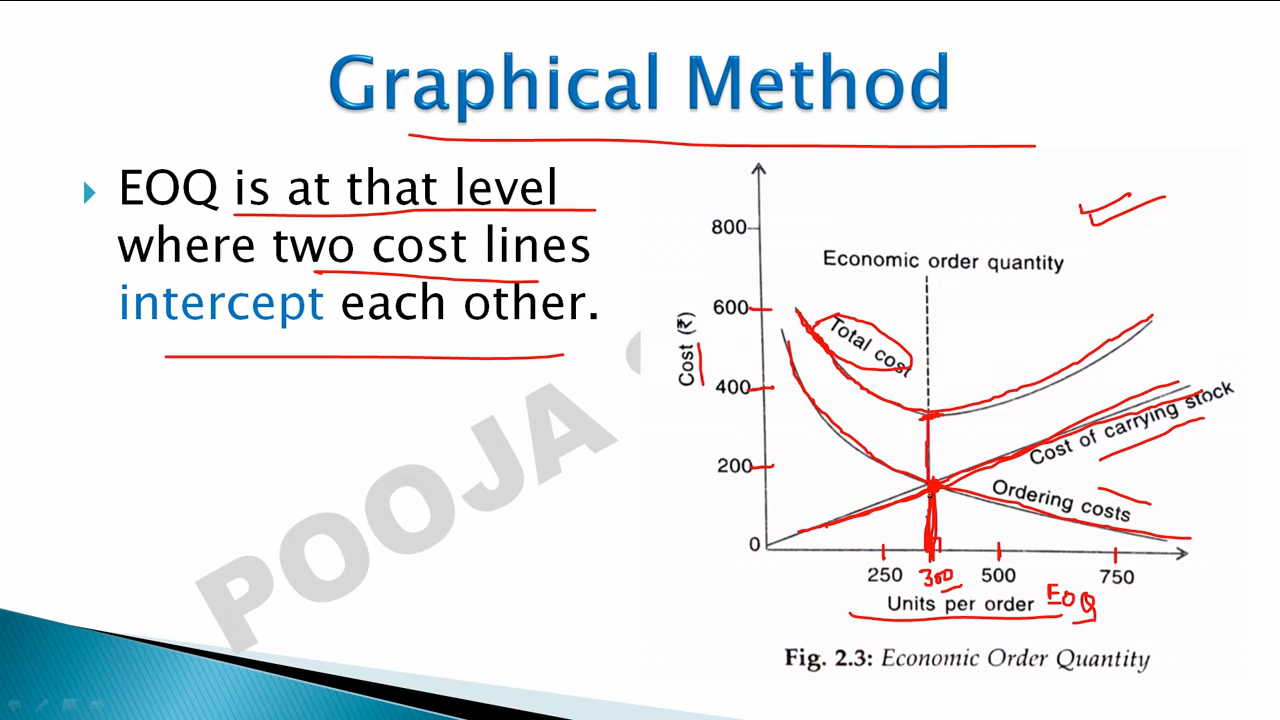 Graphical Method
EOQ is at that level
where two cost lines
intercept each other.
POOJA
800
600
400
200
0
Cost (₹)
Economic order quantity
Total cost
Cost of carrying stock
Ordering costs
250 300 500 750
Units per order EOQ
Fig. 2.3: Economic Order Quantity